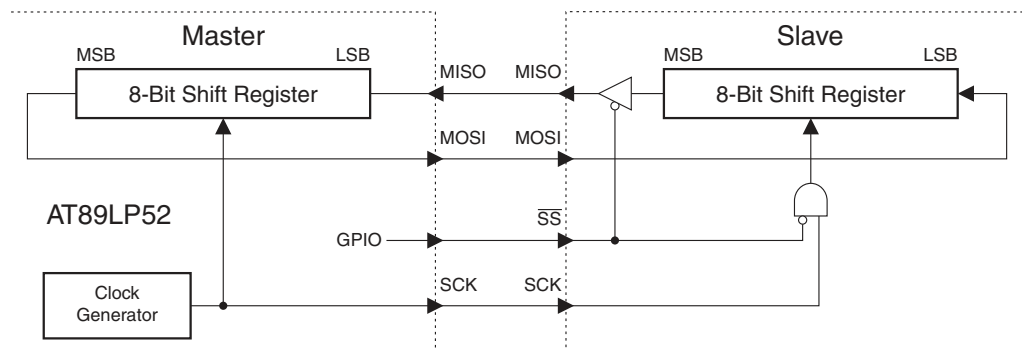 Master
Slave
MSB
LSB
MSB
LSB
MISO
MISO
8-Bit Shift Register
8-Bit Shift Register
MOSI
MOSI
AT89LP52
GPIO
SS
Clock
Generator
SCK
SCK